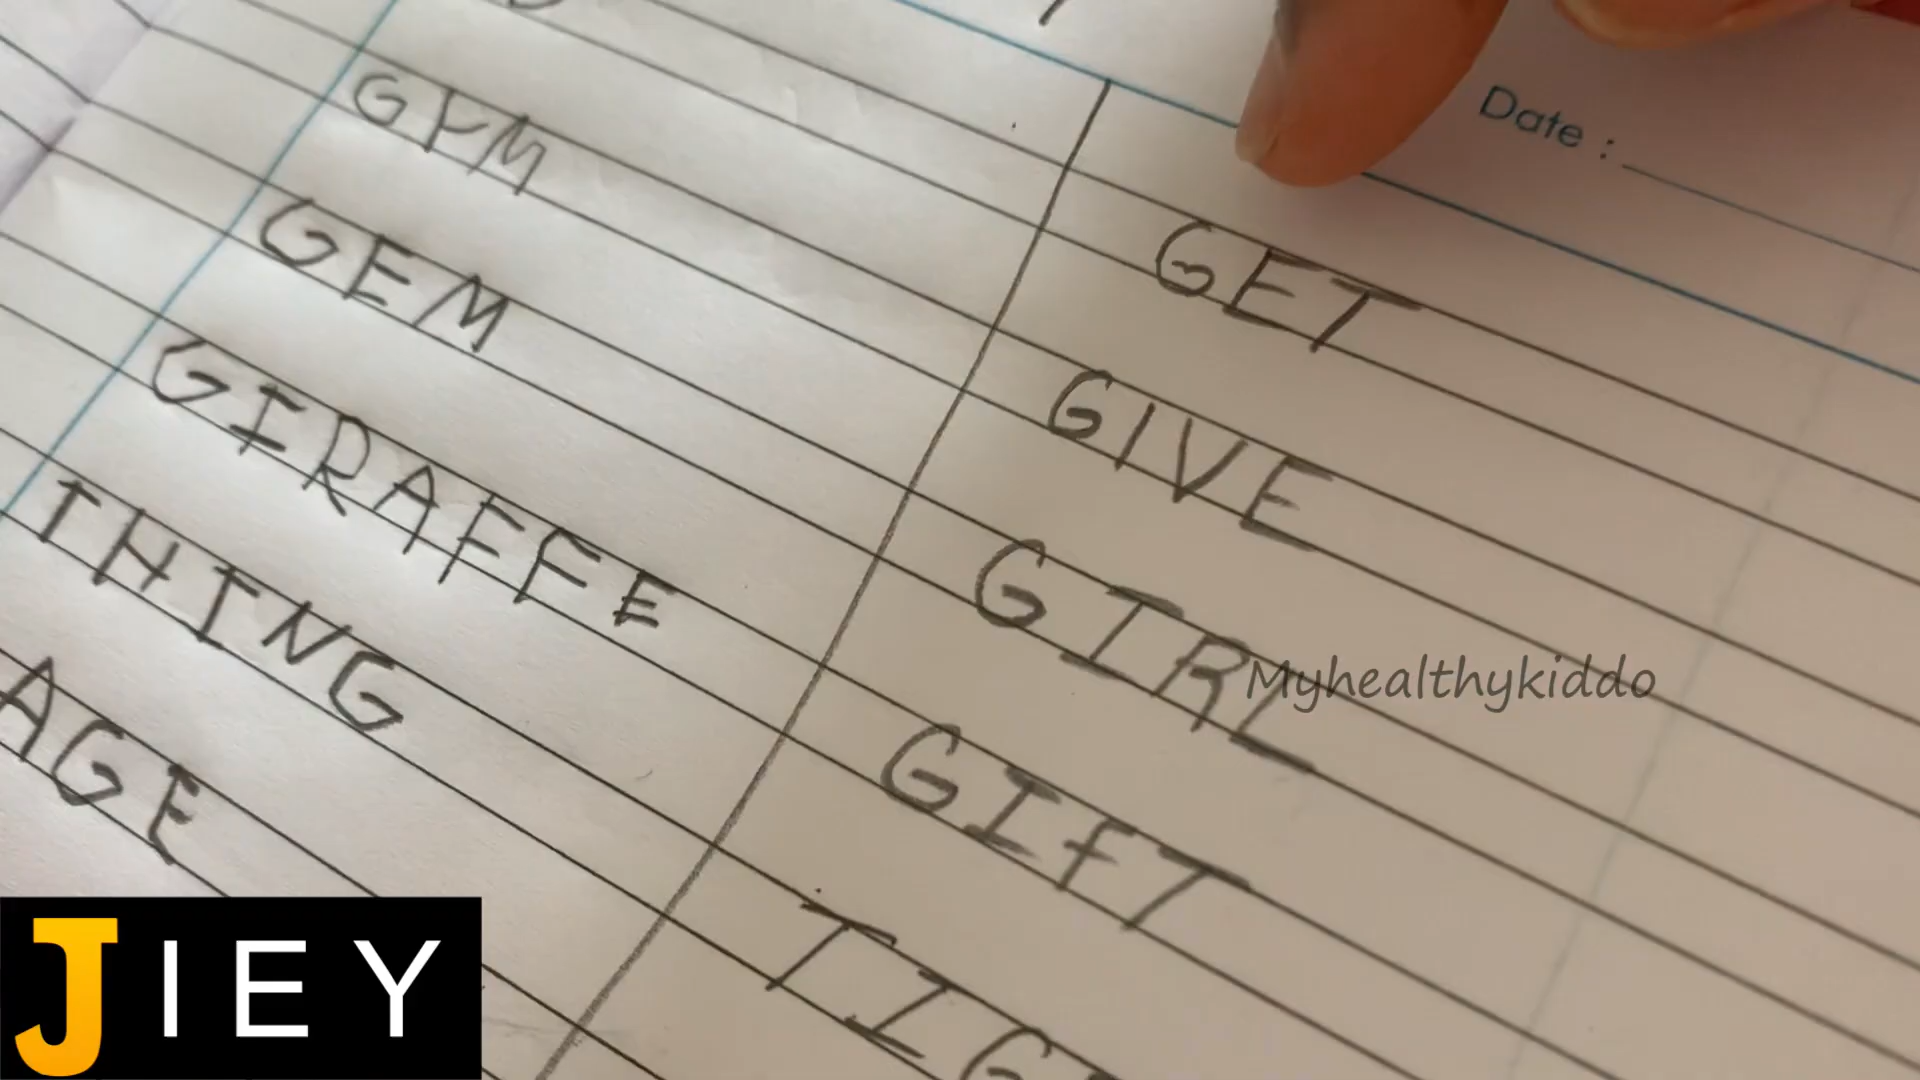 Date :
GYM
GEM
GIRAFFE
THING
AGE
GET
GIVE
GIRL
GIfT
Myhealthykiddo
JIEY